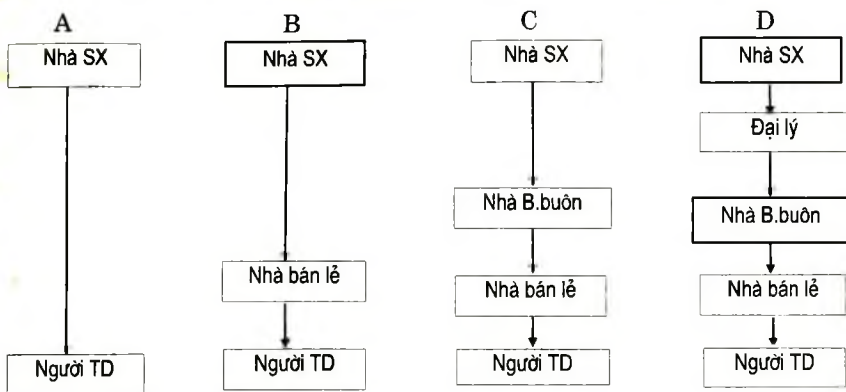 A B C D
Nhà SX Nhà SX Nhà SX Nhà SX
Đại lý
Nhà B.buôn Nhà B.buôn
Nhà bán lẻ Nhà bán lẻ Nhà bán lẻ
Người TD Người TD Người TD Người TD